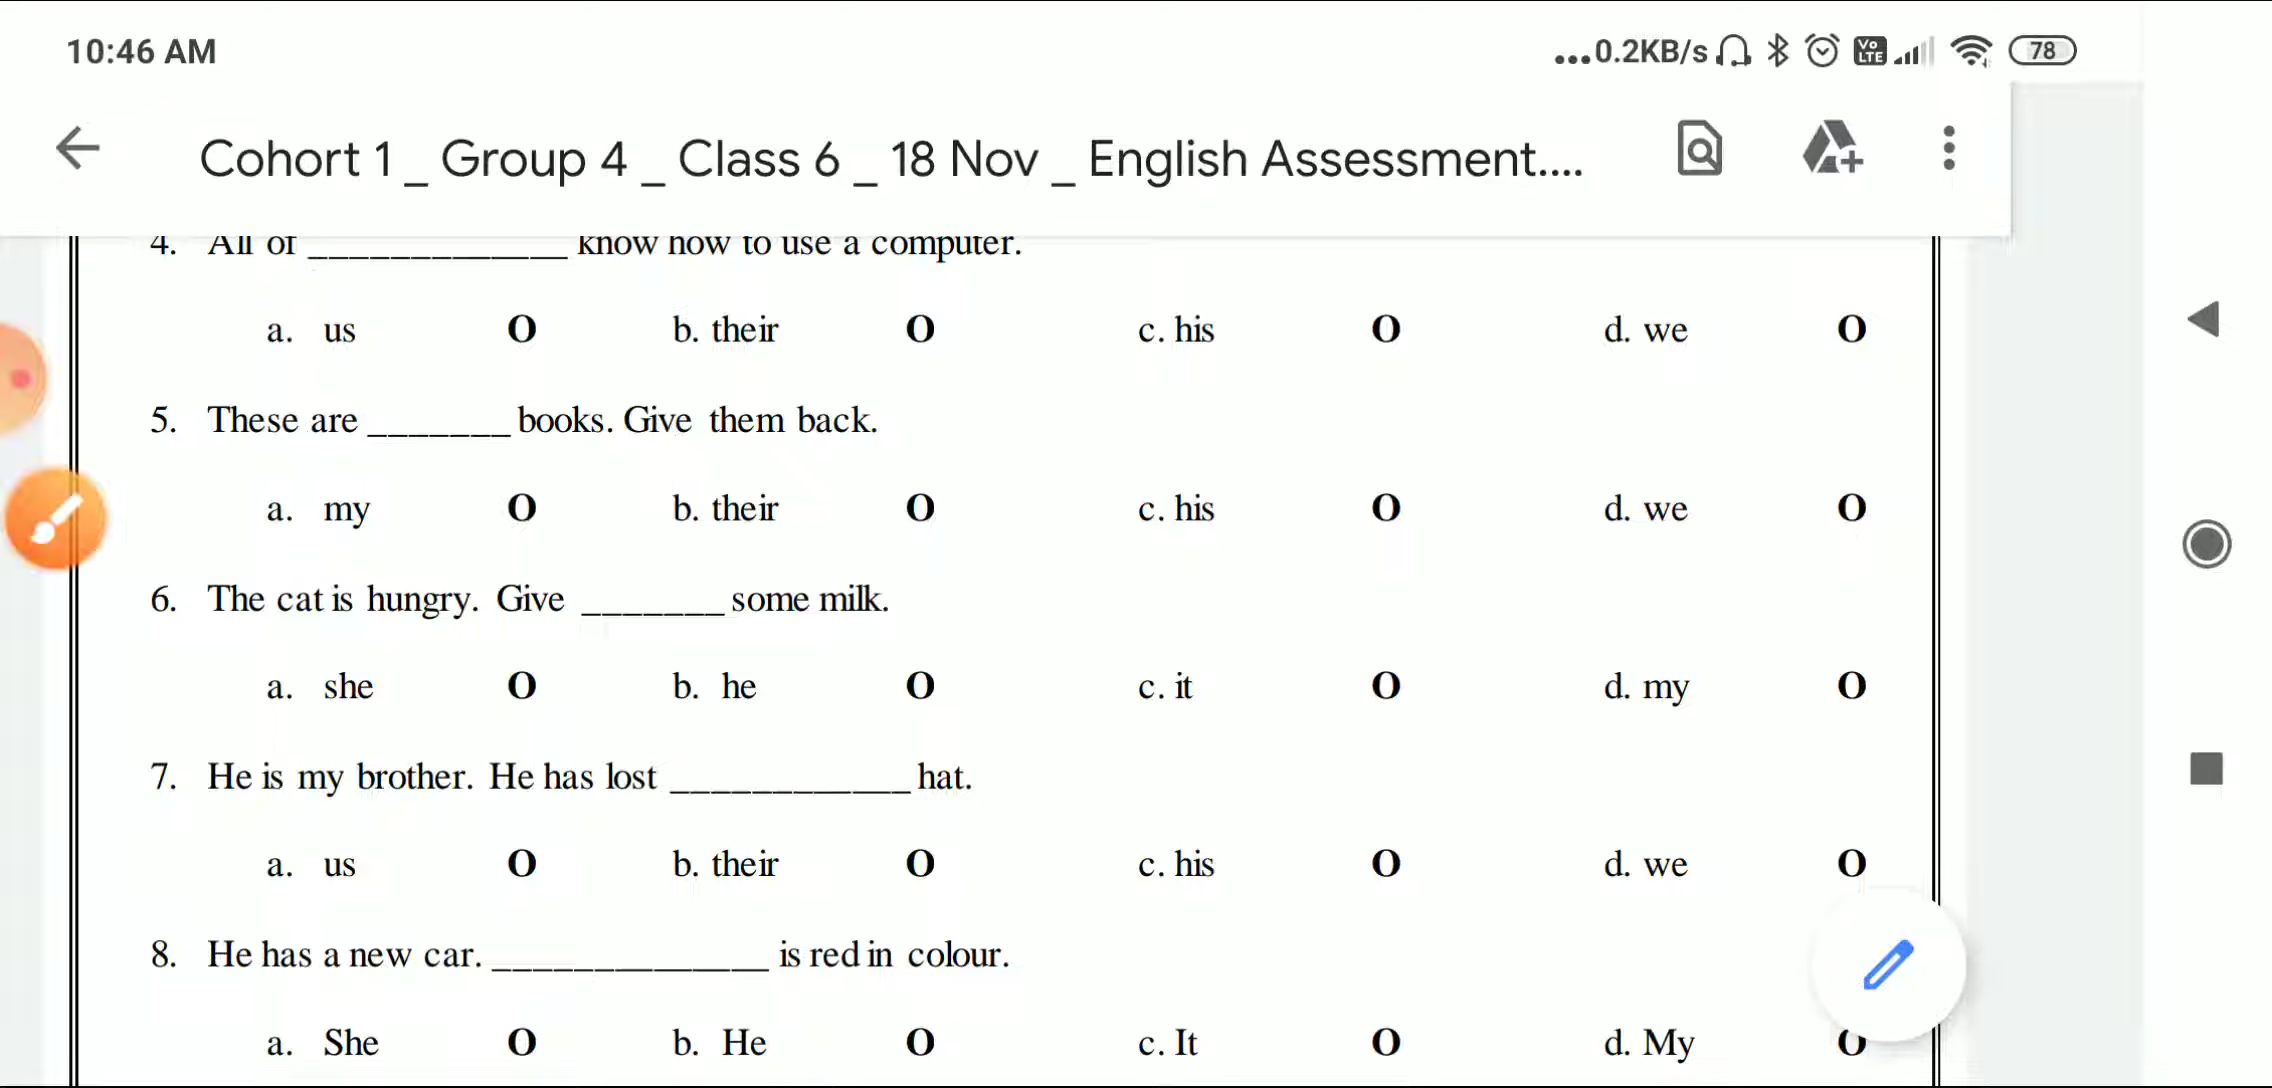 10:46 AM ...0.2KB/s Vo LTE 78
Cohort 1 _ Group 4 _ Class 6 _ 18 Nov _ English Assessment....
4. All of _____________ know how to use a computer.
a. us O b. their O c. his O d. we O
5. These are _______ books. Give them back.
a. my O b. their O c. his O d. we O
6. The cat is hungry. Give _______ some milk.
a. she O b. he O c. it O d. my O
7. He is my brother. He has lost ____________ hat.
a. us O b. their O c. his O d. we O
8. He has a new car. ______________ is red in colour.
a. She O b. He O c. It O d. My O